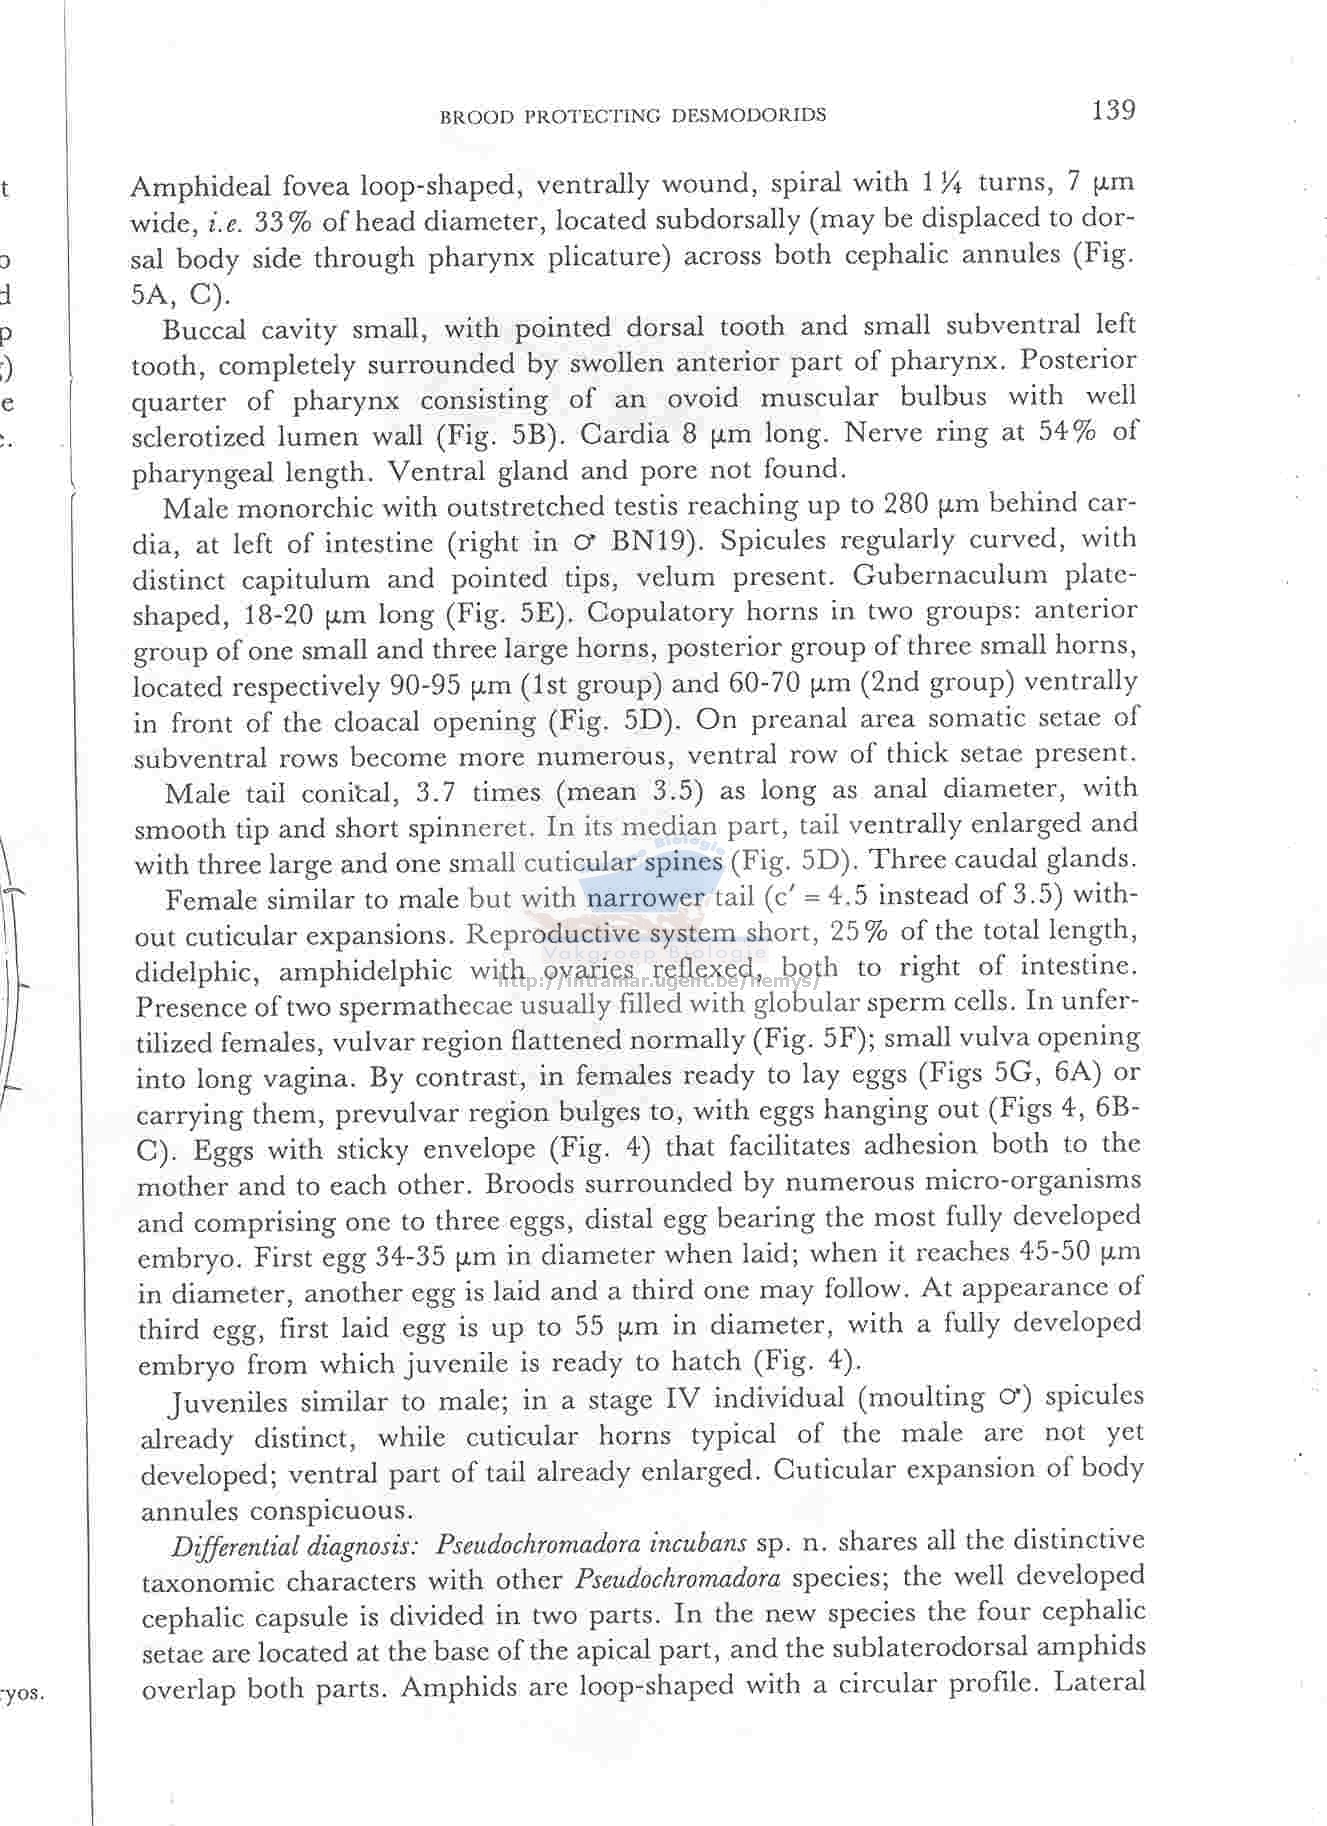 BROOD PROTECTING DESMODORIDS 139
Amphideal fovea loop-shaped, ventrally wound, spiral with 1¼ turns, 7 μm
wide, i.e. 33% of head diameter, located subdorsally (may be displaced to dor-
sal body side through pharynx plicature) across both cephalic annules (Fig.
5A, C).
Buccal cavity small, with pointed dorsal tooth and small subventral left
tooth, completely surrounded by swollen anterior part of pharynx. Posterior
quarter of pharynx consisting of an ovoid muscular bulbus with well
sclerotized lumen wall (Fig. 5B). Cardia 8 μm long. Nerve ring at 54% of
pharyngeal length. Ventral gland and pore not found.
Male monorchic with outstretched testis reaching up to 280 μm behind car-
dia, at left of intestine (right in ♂ BN19). Spicules regularly curved, with
distinct capitulum and pointed tips, velum present. Gubernaculum plate-
shaped, 18-20 μm long (Fig. 5E). Copulatory horns in two groups: anterior
group of one small and three large horns, posterior group of three small horns,
located respectively 90-95 μm (1st group) and 60-70 μm (2nd group) ventrally
in front of the cloacal opening (Fig. 5D). On preanal area somatic setae of
subventral rows become more numerous, ventral row of thick setae present.
Male tail conical, 3.7 times (mean 3.5) as long as anal diameter, with
smooth tip and short spinneret. In its median part, tail ventrally enlarged and
with three large and one small cuticular spines (Fig. 5D). Three caudal glands.
Female similar to male but with narrower tail (c′ = 4.5 instead of 3.5) with-
out cuticular expansions. Reproductive system short, 25% of the total length,
Vakgroep Biologie
didelphic, amphidelphic with ovaries reflexed, both to right of intestine.
http://intramar.ugent.be/nemys/
Presence of two spermathecae usually filled with globular sperm cells. In unfer-
tilized females, vulvar region flattened normally (Fig. 5F); small vulva opening
into long vagina. By contrast, in females ready to lay eggs (Figs 5G, 6A) or
carrying them, prevulvar region bulges to, with eggs hanging out (Figs 4, 6B-
C). Eggs with sticky envelope (Fig. 4) that facilitates adhesion both to the
mother and to each other. Broods surrounded by numerous micro-organisms
and comprising one to three eggs, distal egg bearing the most fully developed
embryo. First egg 34-35 μm in diameter when laid; when it reaches 45-50 μm
in diameter, another egg is laid and a third one may follow. At appearance of
third egg, first laid egg is up to 55 μm in diameter, with a fully developed
embryo from which juvenile is ready to hatch (Fig. 4).
Juveniles similar to male; in a stage IV individual (moulting ♂) spicules
already distinct, while cuticular horns typical of the male are not yet
developed; ventral part of tail already enlarged. Cuticular expansion of body
annules conspicuous.
Differential diagnosis: Pseudochromadora incubans sp. n. shares all the distinctive
taxonomic characters with other Pseudochromadora species; the well developed
cephalic capsule is divided in two parts. In the new species the four cephalic
setae are located at the base of the apical part, and the sublaterodorsal amphids
overlap both parts. Amphids are loop-shaped with a circular profile. Lateral
ryos.